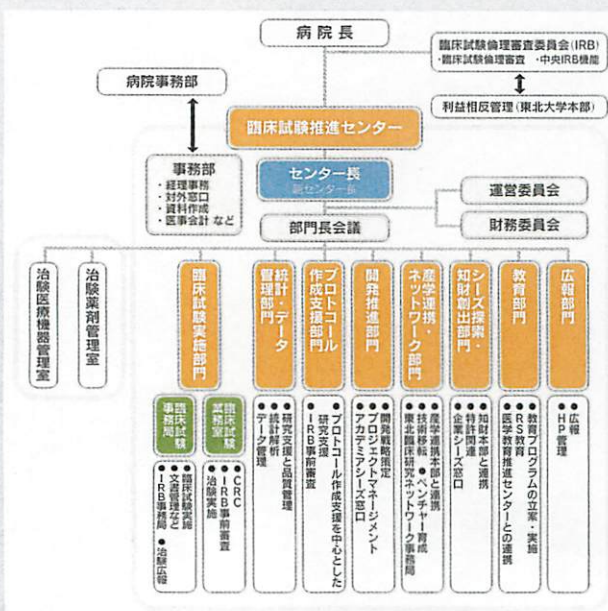 病院長
臨床試験倫理審査委員会(IRB)
・臨床試験倫理審査 ・中央IRB機能
病院事務部
利益相反管理(東北大学本部)
臨床試験推進センター
事務部
・経理事務
・対外窓口
・資料作成
・医事会計 など
センター長
副センター長
運営委員会
部門長会議
財務委員会
治験医療機器管理室
治験薬剤管理室
臨床試験実施部門
統計・データ
管理部門
プロトコール
作成支援部門
開発推進部門
産学連携・
ネットワーク部門
シーズ探索・
知財創出部門
教育部門
広報部門
臨床試験
事務局
臨床試験
業務室
●臨床試験実施
●文書管理など
●IRB事務局 ●治験広報
●CRC
●IRB事前審査
●治験実施
●研究支援と品質管理
●統計解析
●データ管理
●プロトコール作成支援を中心とした
研究支援
●IRB事前審査
●開発戦略策定
●プロジェクトマネージメント
●アカデミアシーズ窓口
●産学連携本部と連携
●技術移転 ●ベンチャー育成
●東北臨床研究ネットワーク事務局
●知財本部と連携
●特許関連
●企業シーズ窓口
●教育プログラムの立案・実施
●RS教育
●医学教育推進センターとの連携
●広報
●HP管理